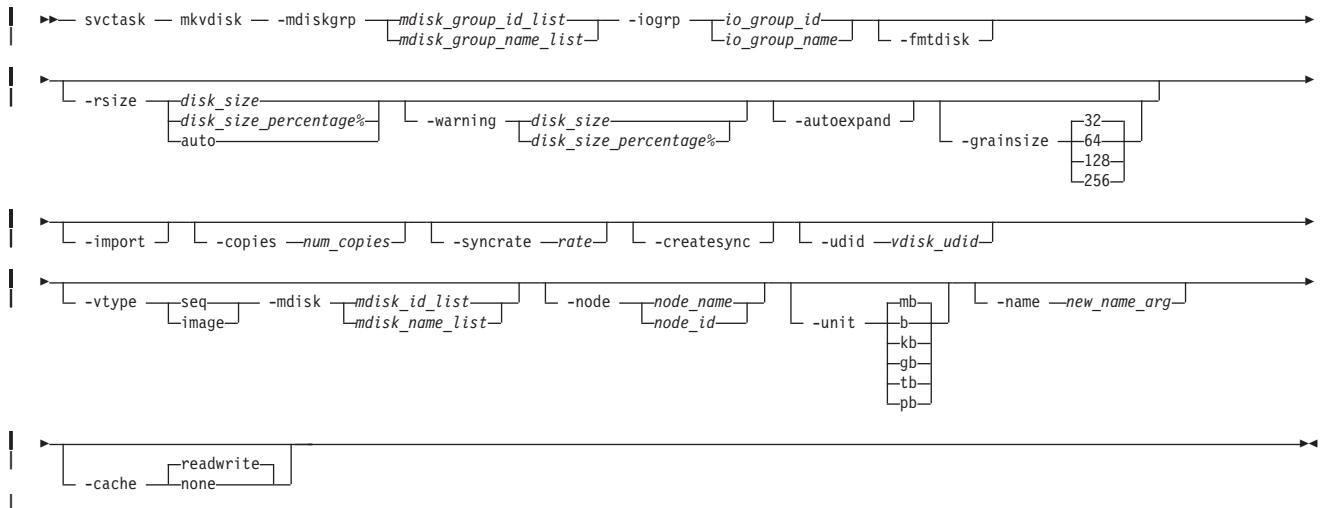 svctask mkvdisk -mdiskgrp mdisk_group_id_list -iogrp io_group_id
mdisk_group_name_list io_group_name -fmtdisk
-rsize disk_size
disk_size_percentage% -warning disk_size -autoexpand 32
auto disk_size_percentage% -grainsize 64
128
256
-import -copies num_copies -syncrate rate -createsync -udid vdisk_udid
-vtype seq -mdisk mdisk_id_list -node node_name mb -name new_name_arg
image mdisk_name_list node_id -unit b
kb
gb
tb
pb
readwrite
-cache none